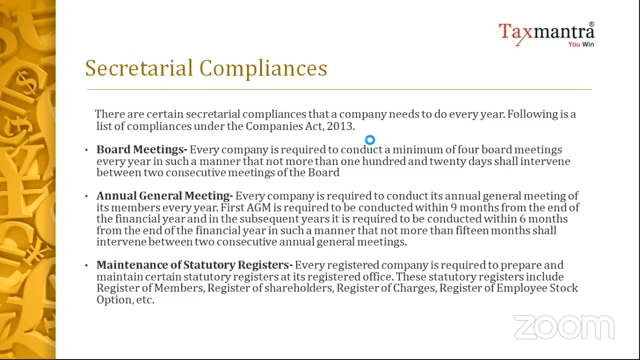 Taxmantra®
You Win
Secretarial Compliances
There are certain secretarial compliances that a company needs to do every year. Following is a
list of compliances under the Companies Act, 2013.
• Board Meetings- Every company is required to conduct a minimum of four board meetings
every year in such a manner that not more than one hundred and twenty days shall intervene
between two consecutive meetings of the Board
• Annual General Meeting- Every company is required to conduct its annual general meeting of
its members every year. First AGM is required to be conducted within 9 months from the end of
the financial year and in the subsequent years it is required to be conducted within 6 months
from the end of the financial year in such a manner that not more than fifteen months shall
intervene between two consecutive annual general meetings.
• Maintenance of Statutory Registers- Every registered company is required to prepare and
maintain certain statutory registers at its registered office. These statutory registers include
Register of Members, Register of shareholders, Register of Charges, Register of Employee Stock
Option, etc.
zoom